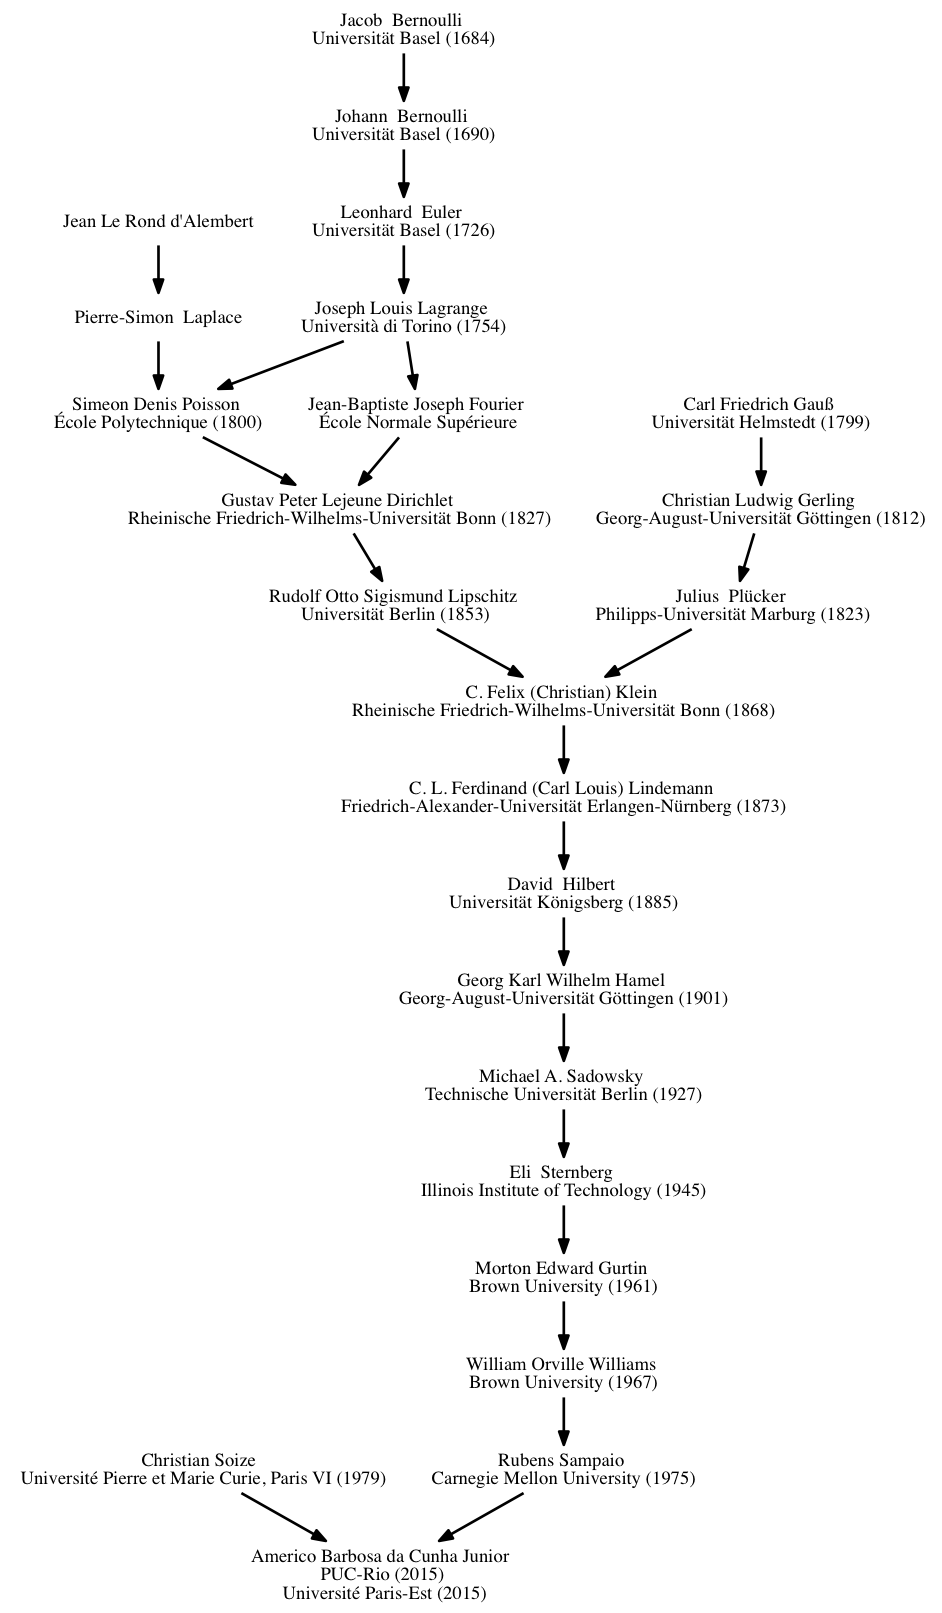 Jacob Bernoulli
Universität Basel (1684)
Johann Bernoulli
Universität Basel (1690)
Leonhard Euler
Universität Basel (1726)
Jean Le Rond d'Alembert
Joseph Louis Lagrange
Università di Torino (1754)
Pierre-Simon Laplace
Simeon Denis Poisson
École Polytechnique (1800)
Jean-Baptiste Joseph Fourier
École Normale Supérieure
Carl Friedrich Gauß
Universität Helmstedt (1799)
Gustav Peter Lejeune Dirichlet
Rheinische Friedrich-Wilhelms-Universität Bonn (1827)
Christian Ludwig Gerling
Georg-August-Universität Göttingen (1812)
Rudolf Otto Sigismund Lipschitz
Universität Berlin (1853)
Julius Plücker
Philipps-Universität Marburg (1823)
C. Felix (Christian) Klein
Rheinische Friedrich-Wilhelms-Universität Bonn (1868)
C. L. Ferdinand (Carl Louis) Lindemann
Friedrich-Alexander-Universität Erlangen-Nürnberg (1873)
David Hilbert
Universität Königsberg (1885)
Georg Karl Wilhelm Hamel
Georg-August-Universität Göttingen (1901)
Michael A. Sadowsky
Technische Universität Berlin (1927)
Eli Sternberg
Illinois Institute of Technology (1945)
Morton Edward Gurtin
Brown University (1961)
William Orville Williams
Brown University (1967)
Christian Soize
Université Pierre et Marie Curie, Paris VI (1979)
Rubens Sampaio
Carnegie Mellon University (1975)
Americo Barbosa da Cunha Junior
PUC-Rio (2015)
Université Paris-Est (2015)